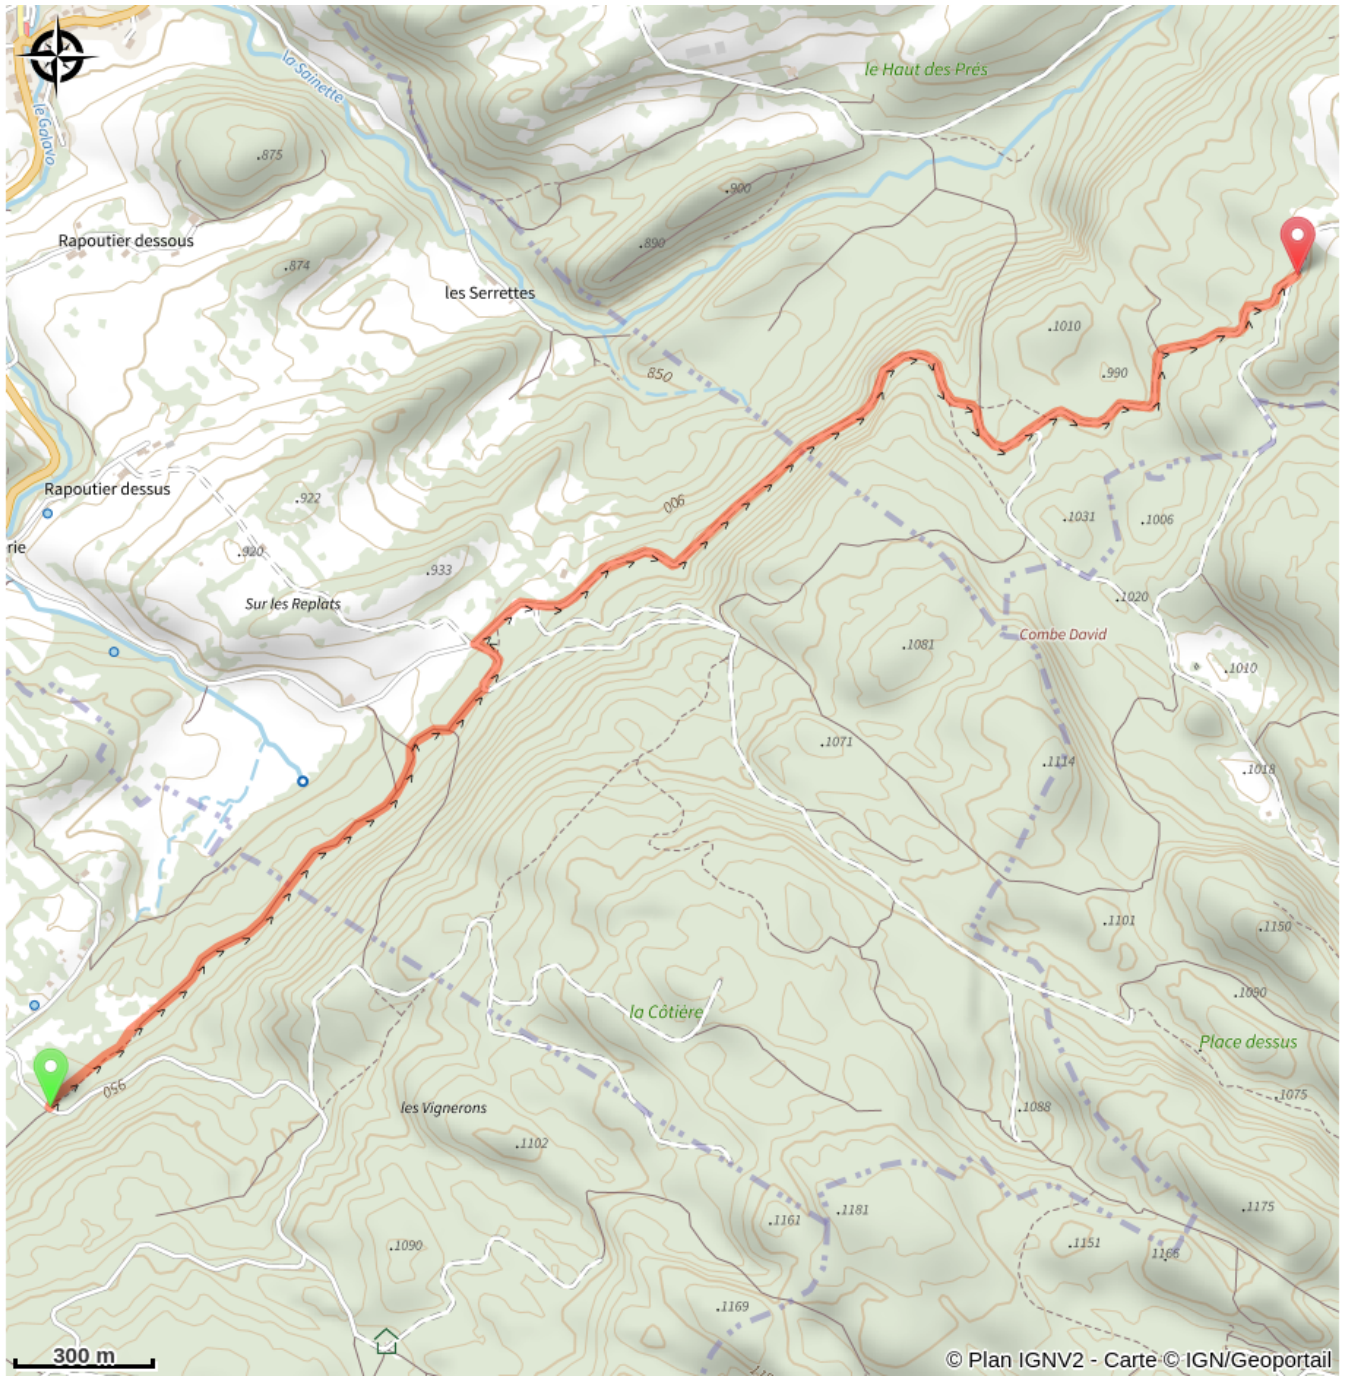 la Sainette
le Galavo
le Haut des Prés
.875
.900
Rapoutier dessous
.890
.874
les Serrettes
.1010
850
.990
Rapoutier dessus
.922
900
.1031
.1006
rie
.920
.933
Sur les Replats
.1020
Combe David
.1081
.1010
.1071
.1114
.1018
.1101
.1150
.1090
la Côtière
Place dessus
950
.1075
les Vignerons
.1088
.1102
.1175
.1161
.1181
.1090
.1151
1166
.1169
300 m
© Plan IGNV2 - Carte © IGN/Geoportail